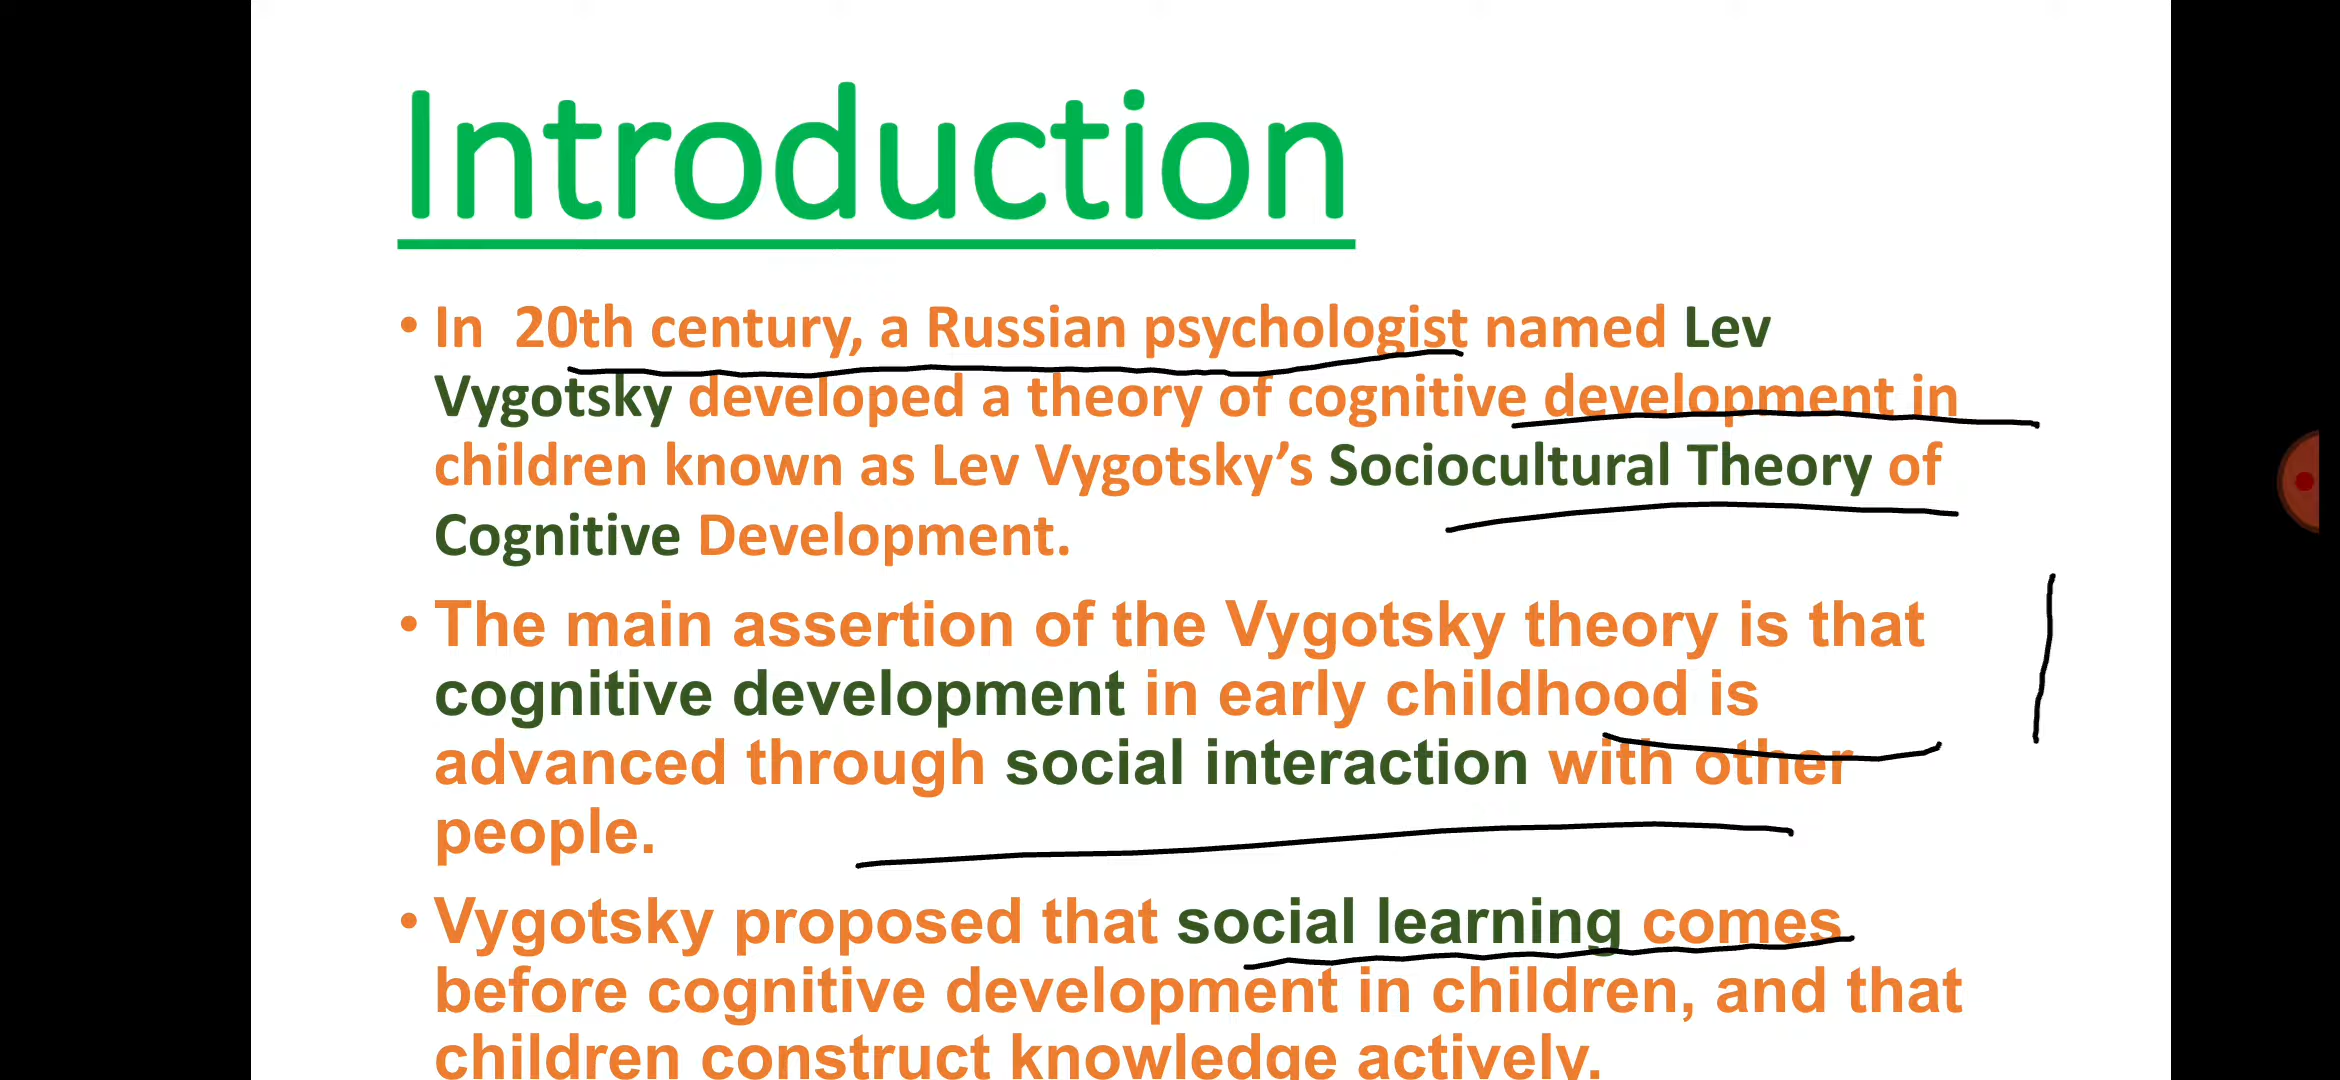 Introduction
• In 20th century, a Russian psychologist named Lev
Vygotsky developed a theory of cognitive development in
children known as Lev Vygotsky’s Sociocultural Theory of
Cognitive Development.
• The main assertion of the Vygotsky theory is that
cognitive development in early childhood is
advanced through social interaction with other
people.
• Vygotsky proposed that social learning comes
before cognitive development in children, and that
children construct knowledge actively.